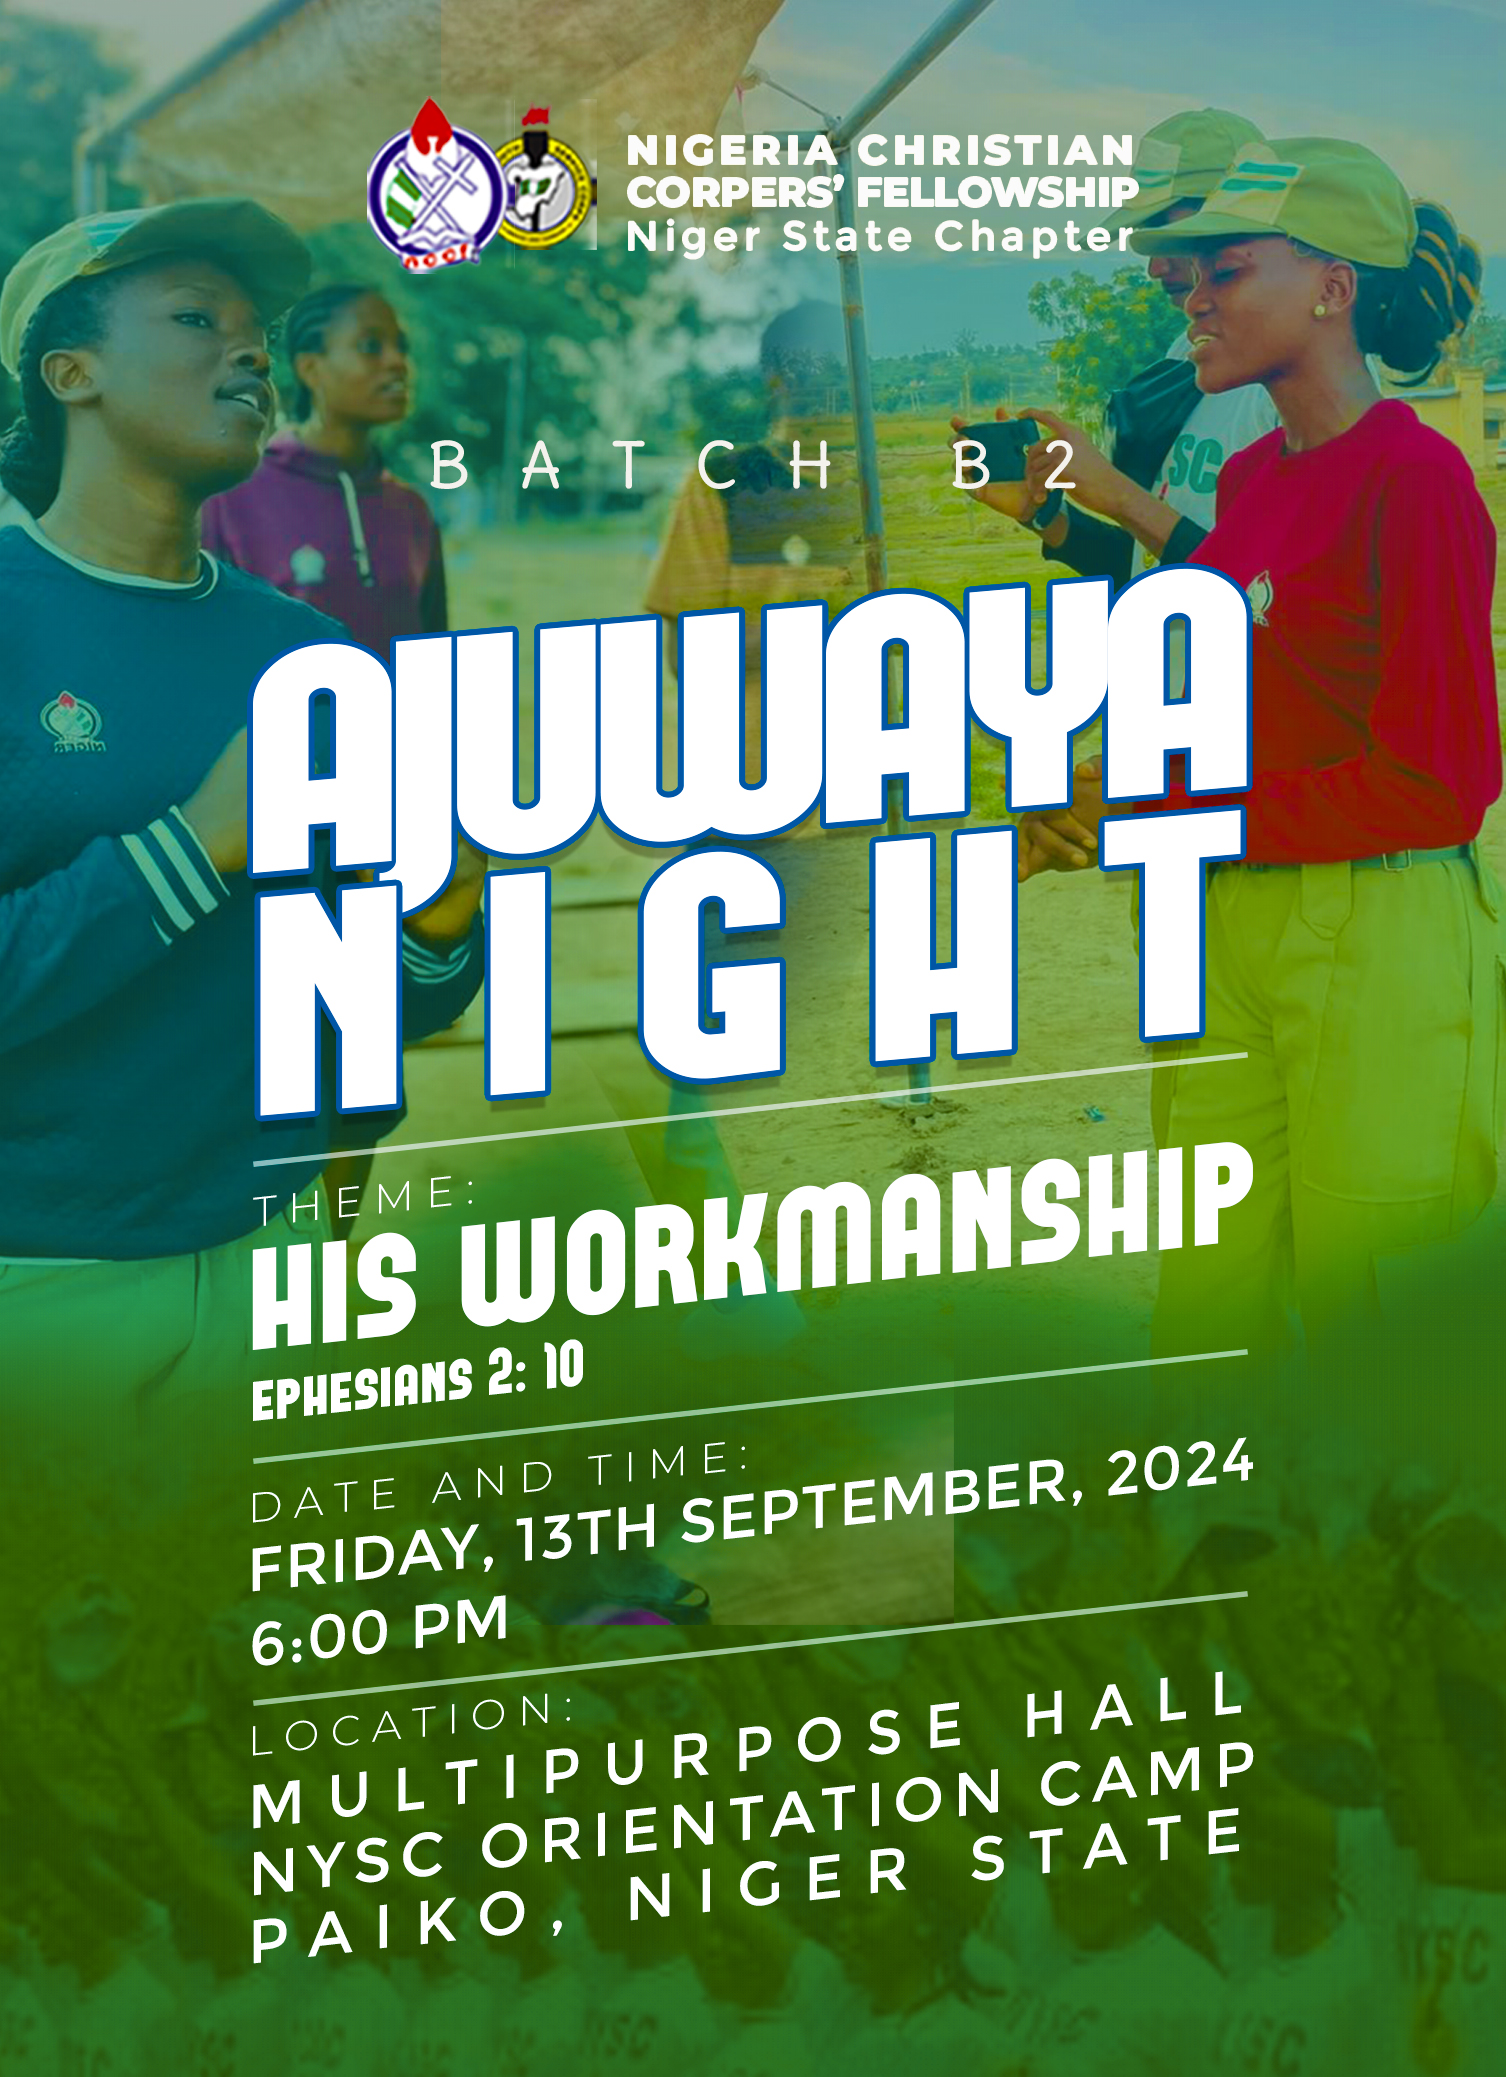 NIGERIA CHRISTIAN
CORPERS' FELLOWSHIP
Niger State Chapter
BATCH B2
SC
AJUWAYA
NIGHT
THEME:
HIS WORKMANSHIP
EPHESIANS 2: 10
DATE AND TIME:
FRIDAY, 13TH SEPTEMBER, 2024
6:00 PM
LOCATION:
MULTIPURPOSE HALL
NYSC ORIENTATION CAMP
PAIKO, NIGER STATE